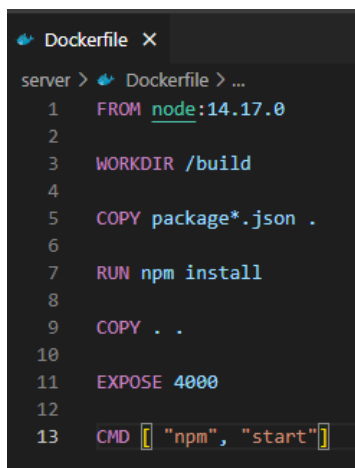 Dockerfile X
server > Dockerfile > ...
1 FROM node:14.17.0
2
3 WORKDIR /build
4
5 COPY package*.json .
6
7 RUN npm install
8
9 COPY . .
10
11 EXPOSE 4000
12
13 CMD [ "npm", "start"]